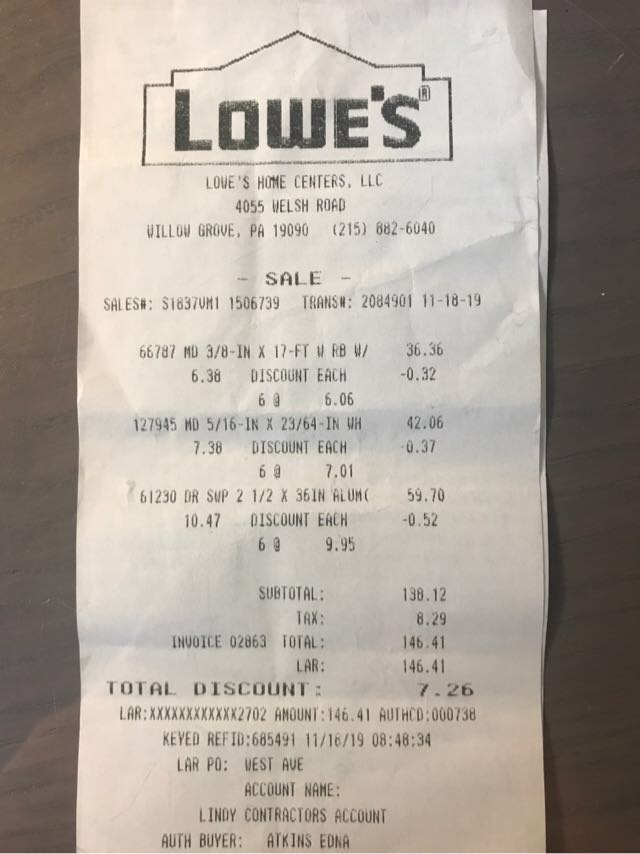 LOWE'S®
LOWE'S HOME CENTERS, LLC
4055 WELSH ROAD
WILLOW GROVE, PA 19090 (215) 882-6040
- SALE -
SALES#: S1837VM1 1506739 TRANS#: 2084901 11-18-19
66787 MD 3/8-IN X 17-FT W RB W/ 36.36
6.38 DISCOUNT EACH -0.32
6 @ 6.06
127945 MD 5/16-IN X 23/64-IN WH 42.06
7.38 DISCOUNT EACH -0.37
6 @ 7.01
61230 DR SWP 2 1/2 X 36IN ALUM( 59.70
10.47 DISCOUNT EACH -0.52
6 @ 9.95
SUBTOTAL: 138.12
TAX: 8.29
INVOICE 02863 TOTAL: 146.41
LAR: 146.41
TOTAL DISCOUNT: 7.26
LAR:XXXXXXXXXXXX2702 AMOUNT:146.41 AUTHCD:000738
KEYED REFID:685491 11/18/19 08:48:34
LAR PO: WEST AVE
ACCOUNT NAME:
LINDY CONTRACTORS ACCOUNT
AUTH BUYER: ATKINS EDNA